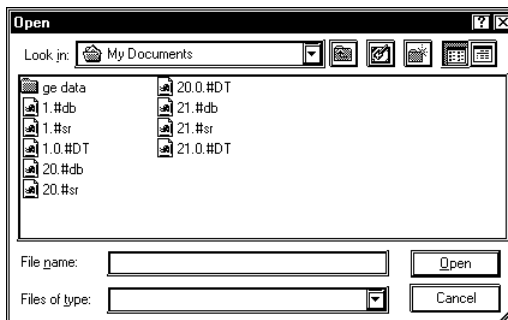 Open
Look in: My Documents
ge data
1.#db
1.#sr
1.0.#DT
20.#db
20.#sr
20.0.#DT
21.#db
21.#sr
21.0.#DT
File name:
Open
Files of type:
Cancel